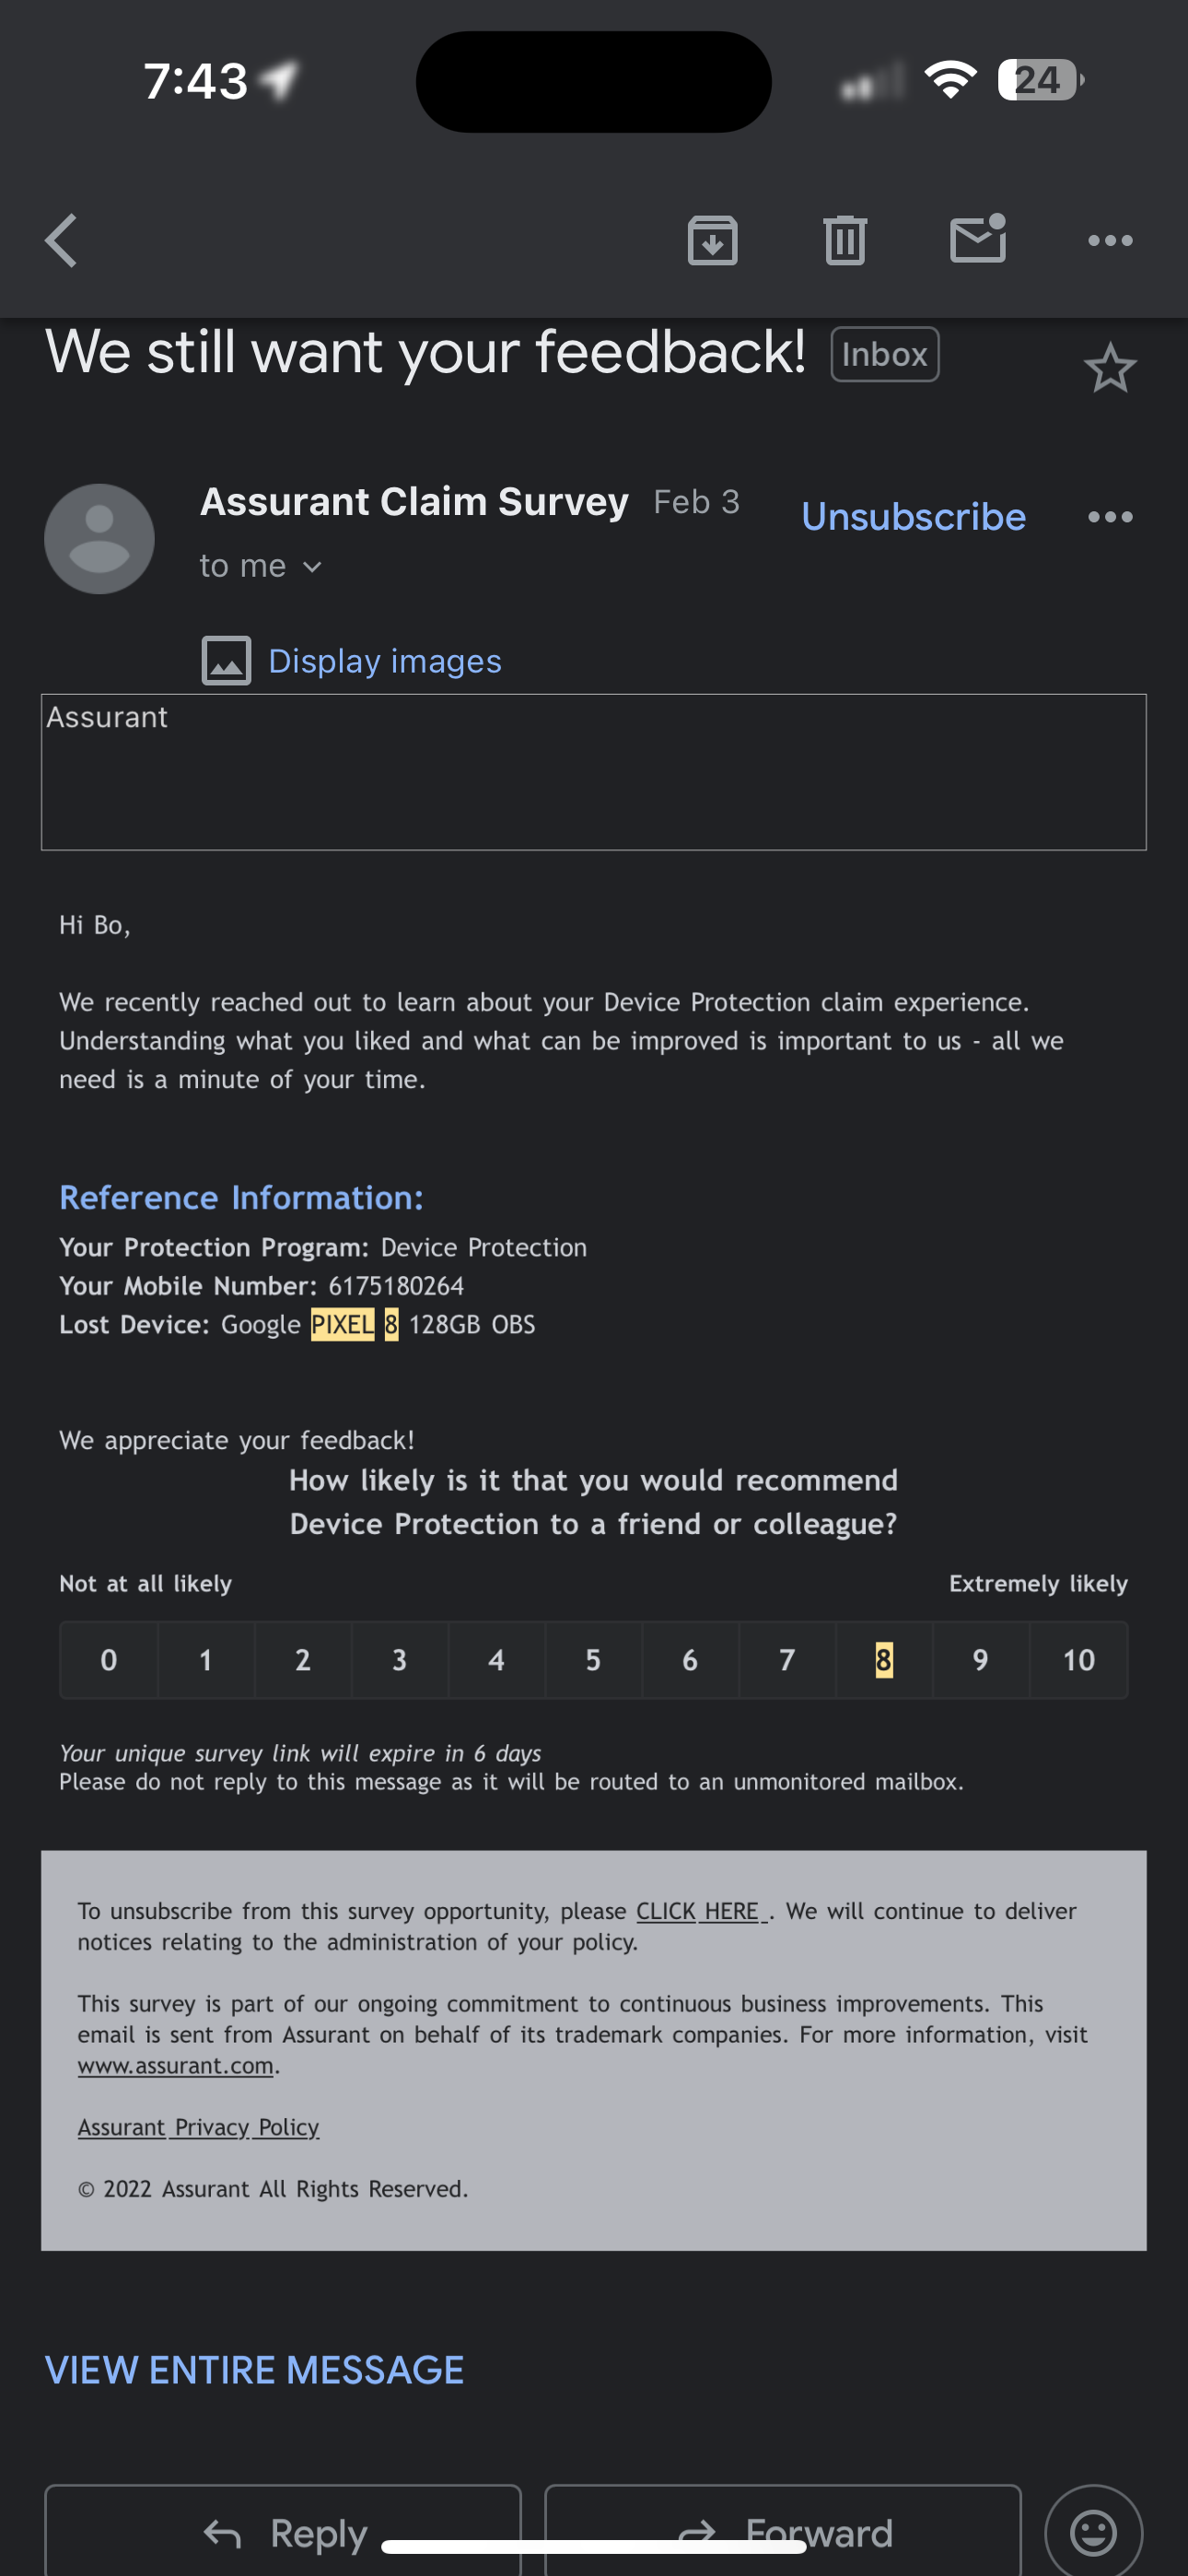 7:43
24
We still want your feedback! Inbox
Assurant Claim Survey Feb 3 Unsubscribe
to me
Display images
Assurant
Hi Bo,
We recently reached out to learn about your Device Protection claim experience.
Understanding what you liked and what can be improved is important to us - all we
need is a minute of your time.
Reference Information:
Your Protection Program: Device Protection
Your Mobile Number: 6175180264
Lost Device: Google PIXEL 8 128GB OBS
We appreciate your feedback!
How likely is it that you would recommend
Device Protection to a friend or colleague?
Not at all likely Extremely likely
0 1 2 3 4 5 6 7 8 9 10
Your unique survey link will expire in 6 days
Please do not reply to this message as it will be routed to an unmonitored mailbox.
To unsubscribe from this survey opportunity, please CLICK HERE . We will continue to deliver
notices relating to the administration of your policy.
This survey is part of our ongoing commitment to continuous business improvements. This
email is sent from Assurant on behalf of its trademark companies. For more information, visit
www.assurant.com.
Assurant Privacy Policy
© 2022 Assurant All Rights Reserved.
VIEW ENTIRE MESSAGE
Reply Forward